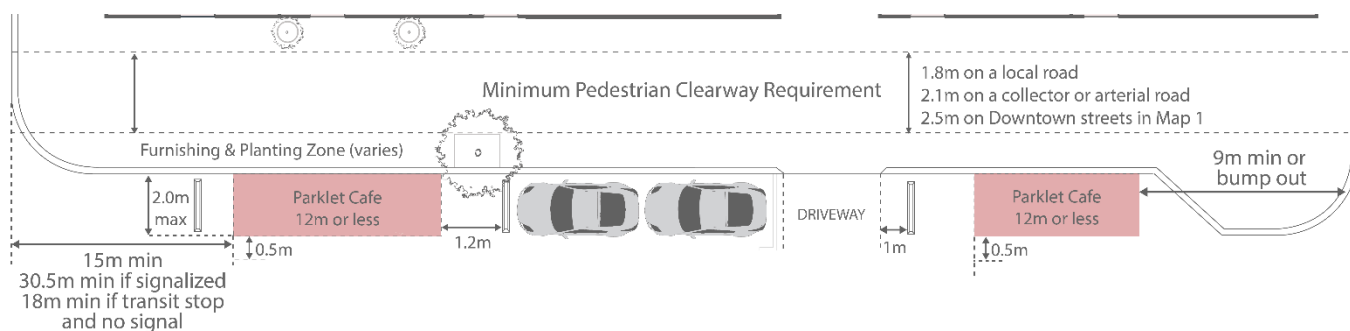 Minimum Pedestrian Clearway Requirement
1.8m on a local road
2.1m on a collector or arterial road
2.5m on Downtown streets in Map 1
Furnishing & Planting Zone (varies)
9m min or
bump out
2.0m
max
Parklet Cafe
12m or less
DRIVEWAY
Parklet Cafe
12m or less
1.2m
1m
0.5m
0.5m
15m min
30.5m min if signalized
18m min if transit stop
and no signal